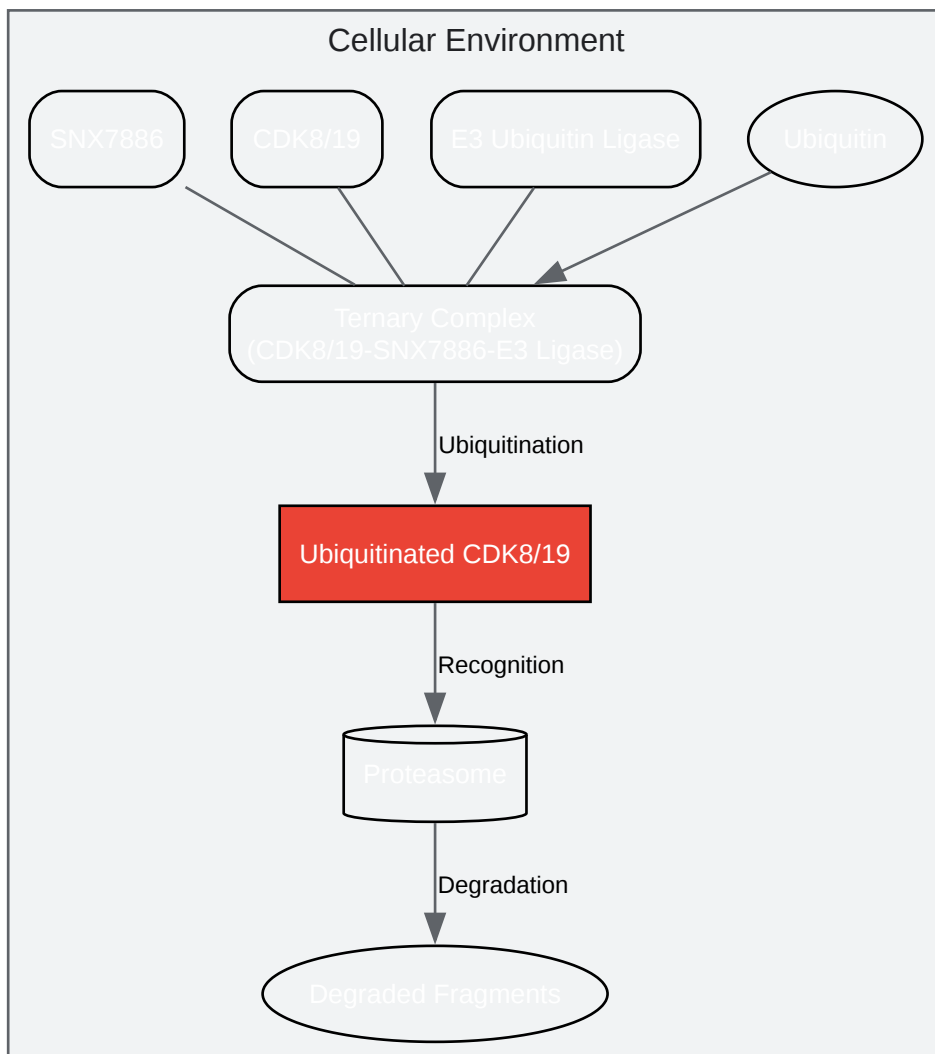 Cellular Environment
SNX7886
CDK8/19
E3 Ubiquitin Ligase
Ubiquitin
Ternary Complex
(CDK8/19-SNX7886-E3 Ligase)
Ubiquitination
Ubiquitinated CDK8/19
Recognition
Proteasome
Degradation
Degraded Fragments